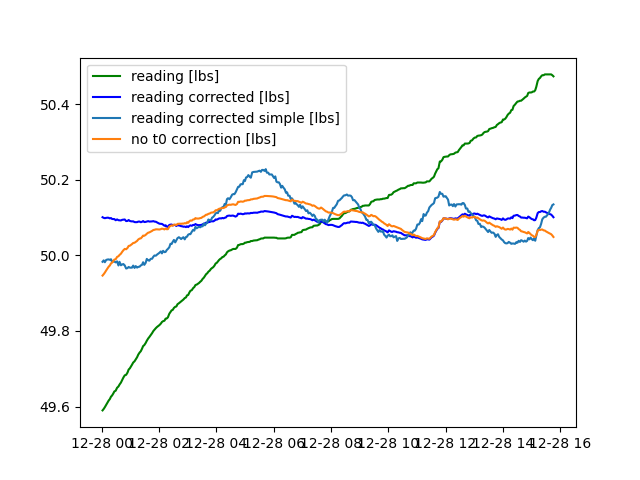 reading [lbs]
reading corrected [lbs]
reading corrected simple [lbs]
no t0 correction [lbs]
50.4
50.2
50.0
49.8
49.6
12-28 00 12-28 02 12-28 04 12-28 06 12-28 08 12-28 10 12-28 12 12-28 14 12-28 16